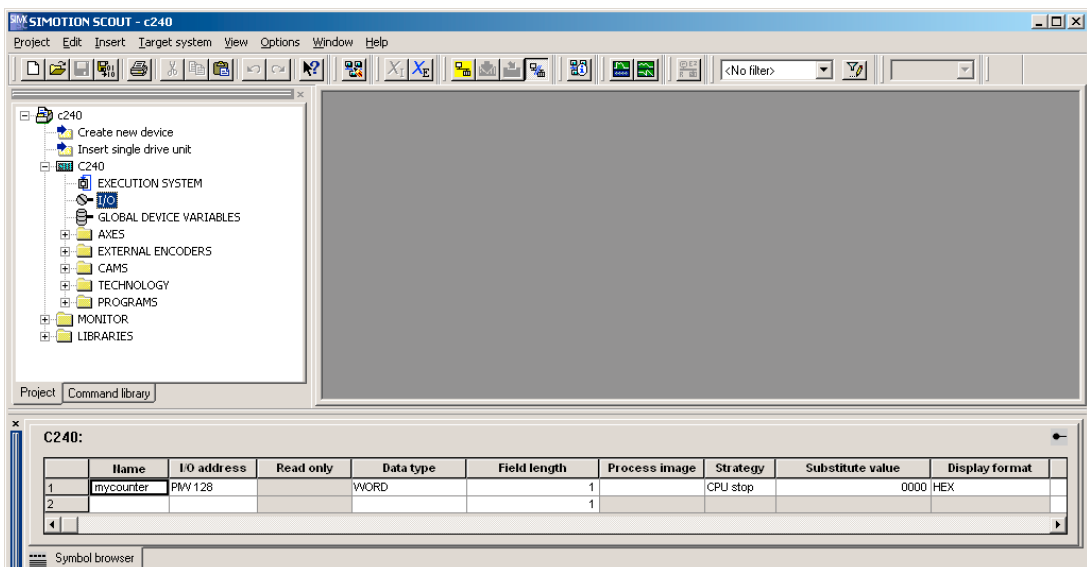 SIMOTION SCOUT - c240
Project Edit Insert Target system View Options Window Help
<No filter>
c240
Create new device
Insert single drive unit
C240
EXECUTION SYSTEM
I/O
GLOBAL DEVICE VARIABLES
AXES
EXTERNAL ENCODERS
CAMS
TECHNOLOGY
PROGRAMS
MONITOR
LIBRARIES
Project Command library
C240:
Name I/O address Read only Data type Field length Process image Strategy Substitute value Display format
1 mycounter PIW 128 WORD 1 CPU stop 0000 HEX
2 1
Symbol browser